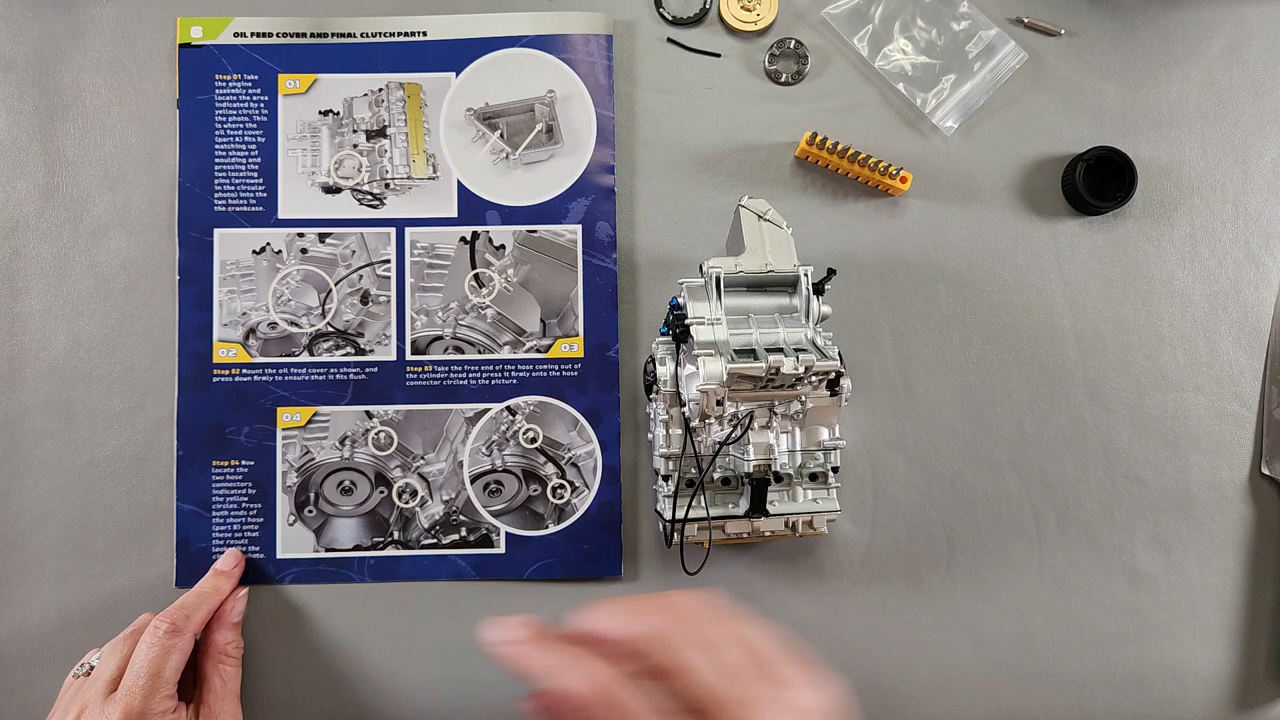 6
OIL FEED COVER AND FINAL CLUTCH PARTS
Step 01 Take
the engine
assembly and
locate the area
indicated by a
yellow circle in
the photo. This
is where the
oil feed cover
(part A) fits by
matching up
the shape of
moulding and
pressing the
two locating
pins (arrowed
in the circular
photo) into the
two holes in
the crankcase.
01
02
03
Step 02 Mount the oil feed cover as shown, and
press down firmly to ensure that it fits flush.
Step 03 Take the free end of the hose coming out of
the cylinder head and press it firmly onto the hose
connector circled in the picture.
04
Step 04 Now
locate the
two hose
connectors
indicated by
the yellow
circles. Press
both ends of
the short hose
(part B) onto
these so that
the result
the
photo.